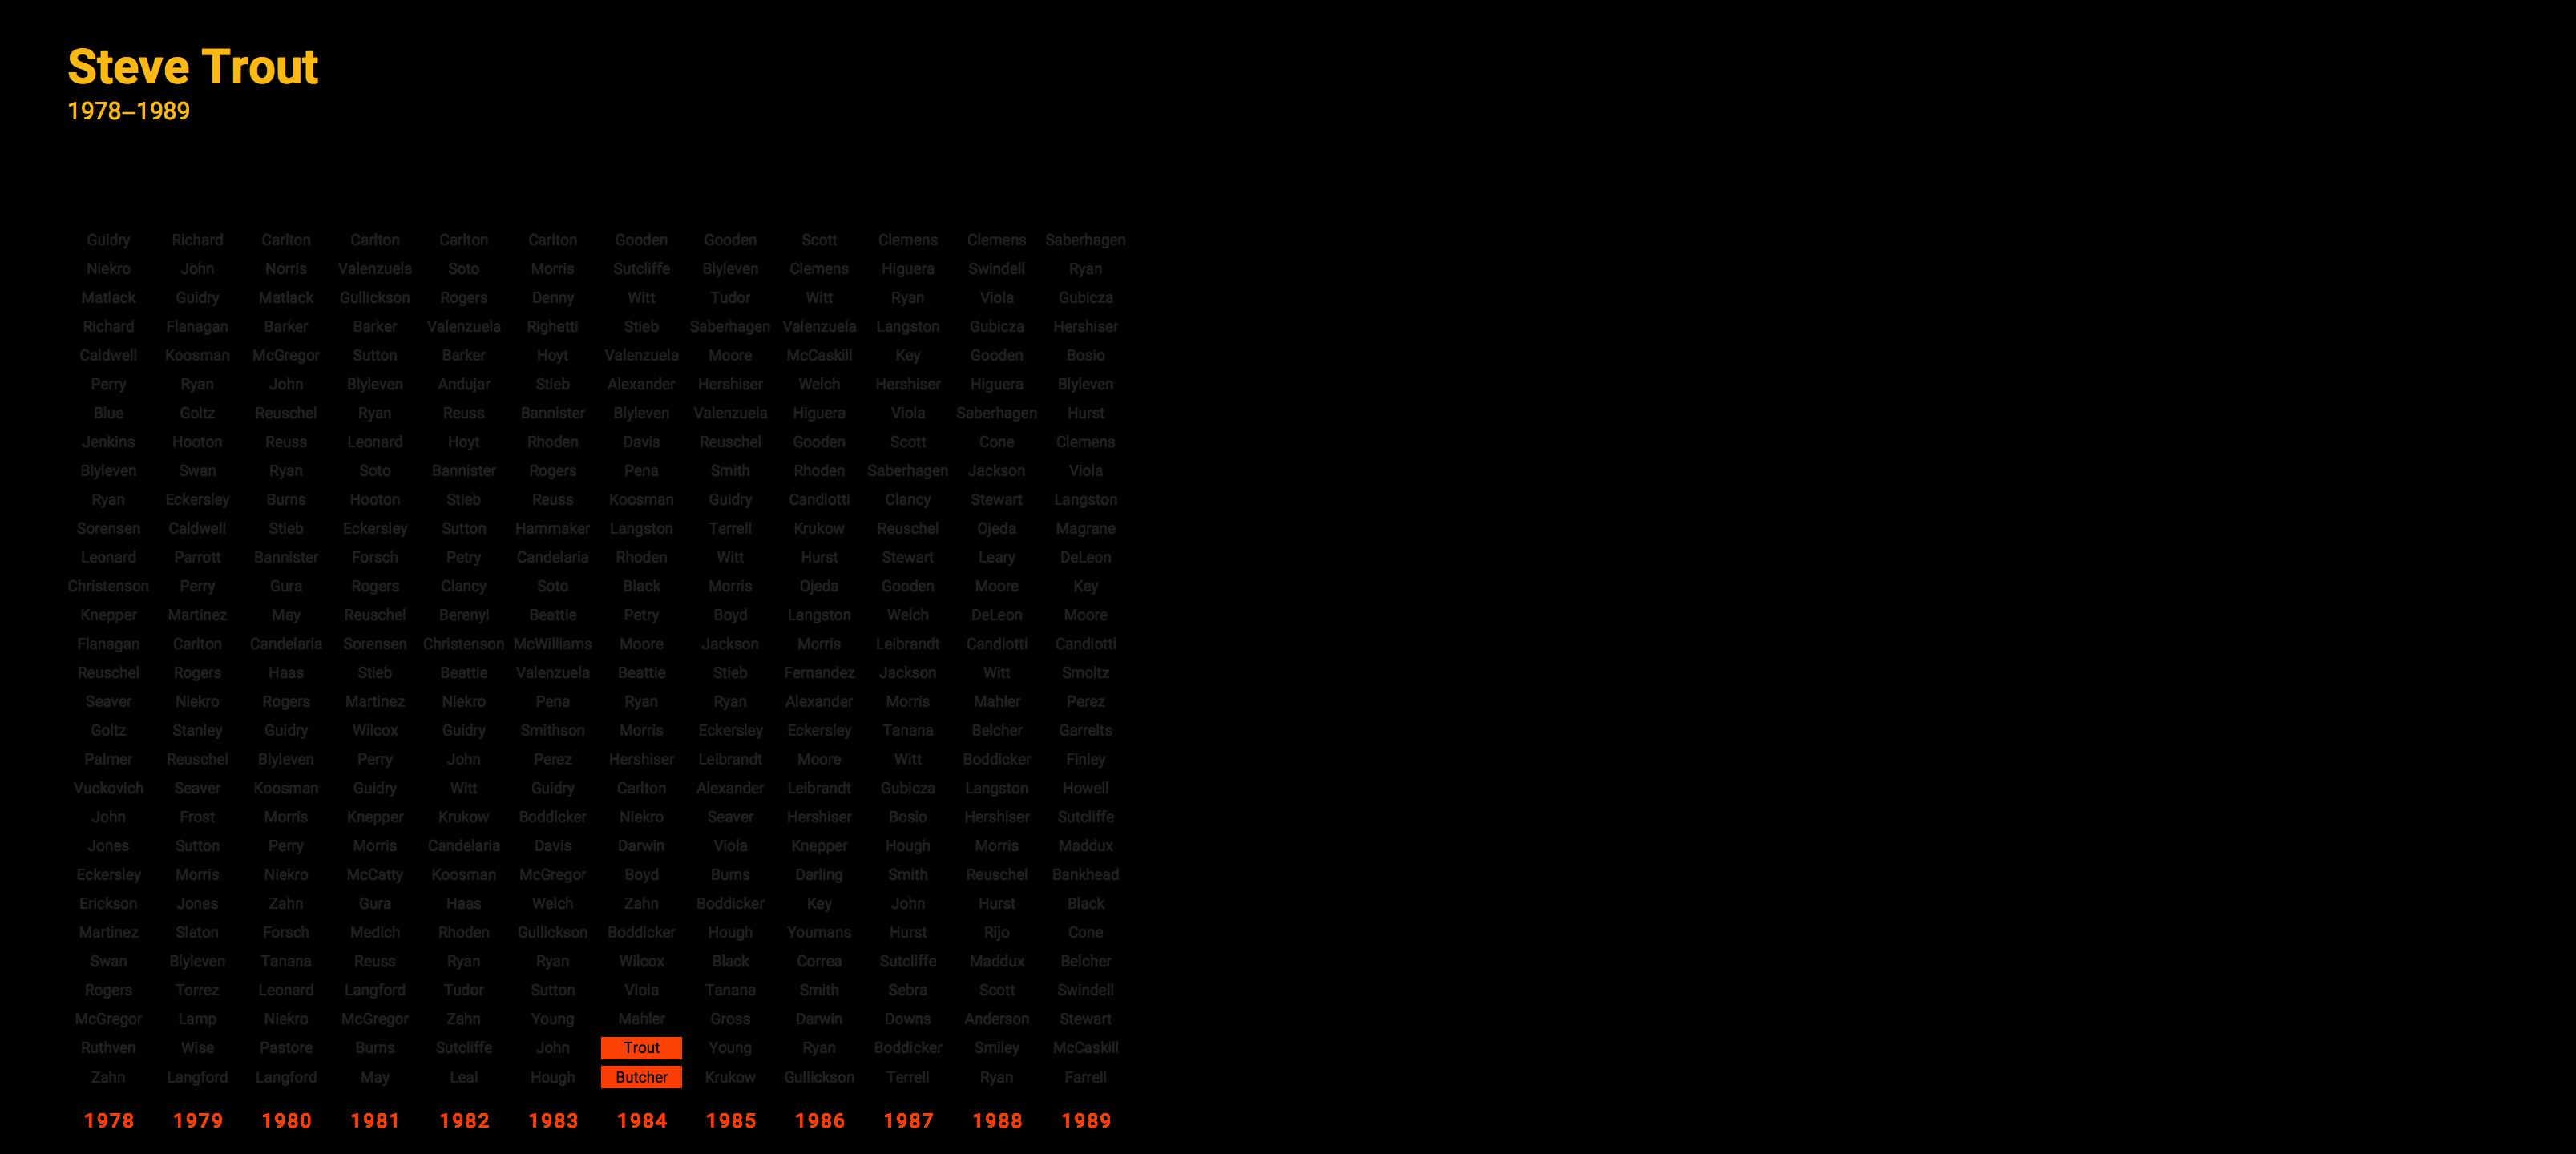 Steve Trout
1978–1989
Guidry Richard Carlton Carlton Carlton Carlton Gooden Gooden Scott Clemens Clemens Saberhagen
Niekro John Norris Valenzuela Soto Morris Sutcliffe Blyleven Clemens Higuera Swindell Ryan
Matlack Guidry Matlack Gullickson Rogers Denny Witt Tudor Witt Ryan Viola Gubicza
Richard Flanagan Barker Barker Valenzuela Righetti Stieb Saberhagen Valenzuela Langston Gubicza Hershiser
Caldwell Koosman McGregor Sutton Barker Hoyt Valenzuela Moore McCaskill Key Gooden Bosio
Perry Ryan John Blyleven Andujar Stieb Alexander Hershiser Welch Hershiser Higuera Blyleven
Blue Goltz Reuschel Ryan Reuss Bannister Blyleven Valenzuela Higuera Viola Saberhagen Hurst
Jenkins Hooton Reuss Leonard Hoyt Rhoden Davis Reuschel Gooden Scott Cone Clemens
Blyleven Swan Ryan Soto Bannister Rogers Pena Smith Rhoden Saberhagen Jackson Viola
Ryan Eckersley Burns Hooton Stieb Reuss Koosman Guidry Candiotti Clancy Stewart Langston
Sorensen Caldwell Stieb Eckersley Sutton Hammaker Langston Terrell Krukow Reuschel Ojeda Magrane
Leonard Parrott Bannister Forsch Petry Candelaria Rhoden Witt Hurst Stewart Leary DeLeon
Christenson Perry Gura Rogers Clancy Soto Black Morris Ojeda Gooden Moore Key
Knepper Martinez May Reuschel Berenyi Beattie Petry Boyd Langston Welch DeLeon Moore
Flanagan Carlton Candelaria Sorensen Christenson McWilliams Moore Jackson Morris Leibrandt Candiotti Candiotti
Reuschel Rogers Haas Stieb Beattie Valenzuela Beattie Stieb Fernandez Jackson Witt Smoltz
Seaver Niekro Rogers Martinez Niekro Pena Ryan Ryan Alexander Morris Mahler Perez
Goltz Stanley Guidry Wilcox Guidry Smithson Morris Eckersley Eckersley Tanana Belcher Garrelts
Palmer Reuschel Blyleven Perry John Perez Hershiser Leibrandt Moore Witt Boddicker Finley
Vuckovich Seaver Koosman Guidry Witt Guidry Carlton Alexander Leibrandt Gubicza Langston Howell
John Frost Morris Knepper Krukow Boddicker Niekro Seaver Hershiser Bosio Hershiser Sutcliffe
Jones Sutton Perry Morris Candelaria Davis Darwin Viola Knepper Hough Morris Maddux
Eckersley Morris Niekro McCatty Koosman McGregor Boyd Burns Darling Smith Reuschel Bankhead
Erickson Jones Zahn Gura Haas Welch Zahn Boddicker Key John Hurst Black
Martinez Slaton Forsch Medich Rhoden Gullickson Boddicker Hough Youmans Hurst Rijo Cone
Swan Blyleven Tanana Reuss Ryan Ryan Wilcox Black Correa Sutcliffe Maddux Belcher
Rogers Torrez Leonard Langford Tudor Sutton Viola Tanana Smith Sebra Scott Swindell
McGregor Lamp Niekro McGregor Zahn Young Mahler Gross Darwin Downs Anderson Stewart
Ruthven Wise Pastore Burns Sutcliffe John Trout Young Ryan Boddicker Smiley McCaskill
Zahn Langford Langford May Leal Hough Butcher Krukow Gullickson Terrell Ryan Farrell
1978 1979 1980 1981 1982 1983 1984 1985 1986 1987 1988 1989